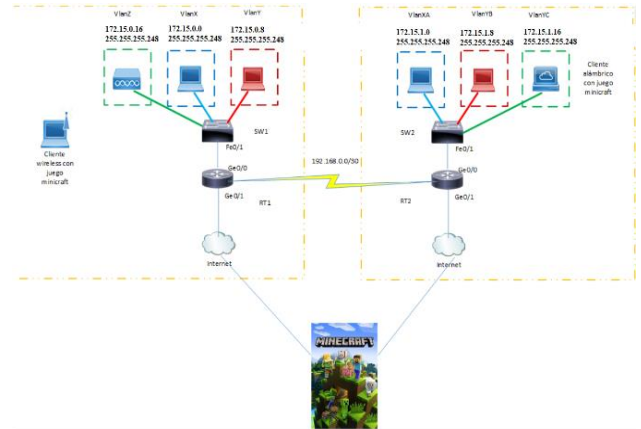 VlanZ
VlanX
VlanY
172.15.0.16
255.255.255.248
172.15.0.0
255.255.255.248
172.15.0.8
255.255.255.248
SW1
Fe0/1
Ge0/0
Ge0/1
RT1
Internet
Cliente
wireless con
juego
minicraft
192.168.0.0/30
VlanXA
VlanYB
VlanYC
172.15.1.0
255.255.255.248
172.15.1.8
255.255.255.248
172.15.1.16
255.255.255.248
Cliente
alámbrico con
juego
minicraft
SW2
Fe0/1
Ge0/0
Ge0/1
RT2
Internet
MINECRAFT